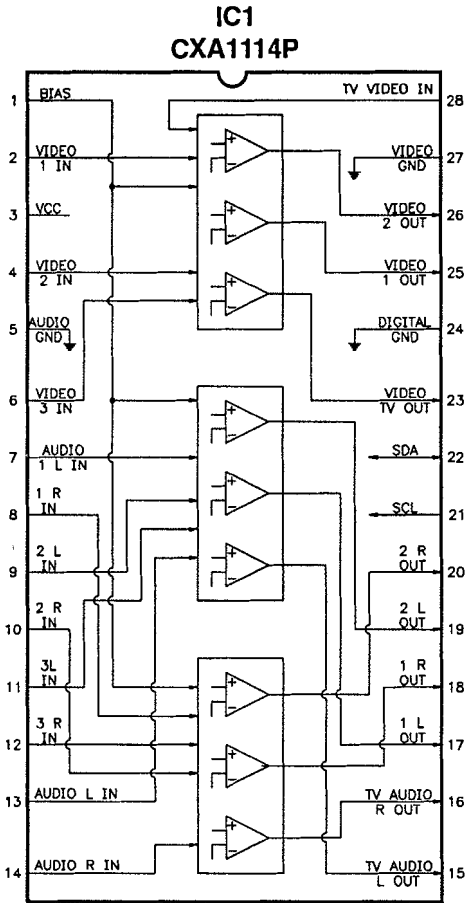 IC1
CXA1114P
1 BIAS
TV VIDEO IN 28
2 VIDEO
1 IN
VIDEO 27
GND
3 VCC
VIDEO 26
2 OUT
4 VIDEO
2 IN
VIDEO 25
1 OUT
5 AUDIO
GND
DIGITAL 24
GND
6 VIDEO
3 IN
VIDEO 23
TV OUT
7 AUDIO
1 L IN
SDA 22
8 1 R
IN
SCL 21
9 2 L
IN
2 R 20
OUT
10 2 R
IN
2 L 19
OUT
11 3L
IN
1 R 18
OUT
12 3 R
IN
1 L 17
OUT
13 AUDIO L IN
TV AUDIO 16
R OUT
14 AUDIO R IN
TV AUDIO 15
L OUT
+
−
+
−
+
−
+
−
+
−
+
−
+
−
+
−
+
−